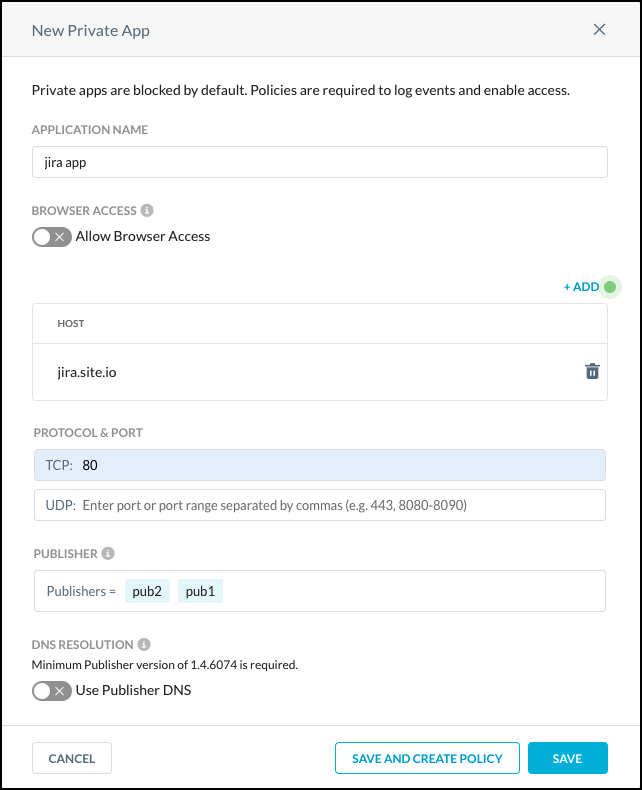 New Private App
Private apps are blocked by default. Policies are required to log events and enable access.
APPLICATION NAME
jira app
BROWSER ACCESS
Allow Browser Access
+ ADD
HOST
jira.site.io
PROTOCOL & PORT
TCP: 80
UDP: Enter port or port range separated by commas (e.g. 443, 8080-8090)
PUBLISHER
Publishers = pub2 pub1
DNS RESOLUTION
Minimum Publisher version of 1.4.6074 is required.
Use Publisher DNS
CANCEL SAVE AND CREATE POLICY SAVE